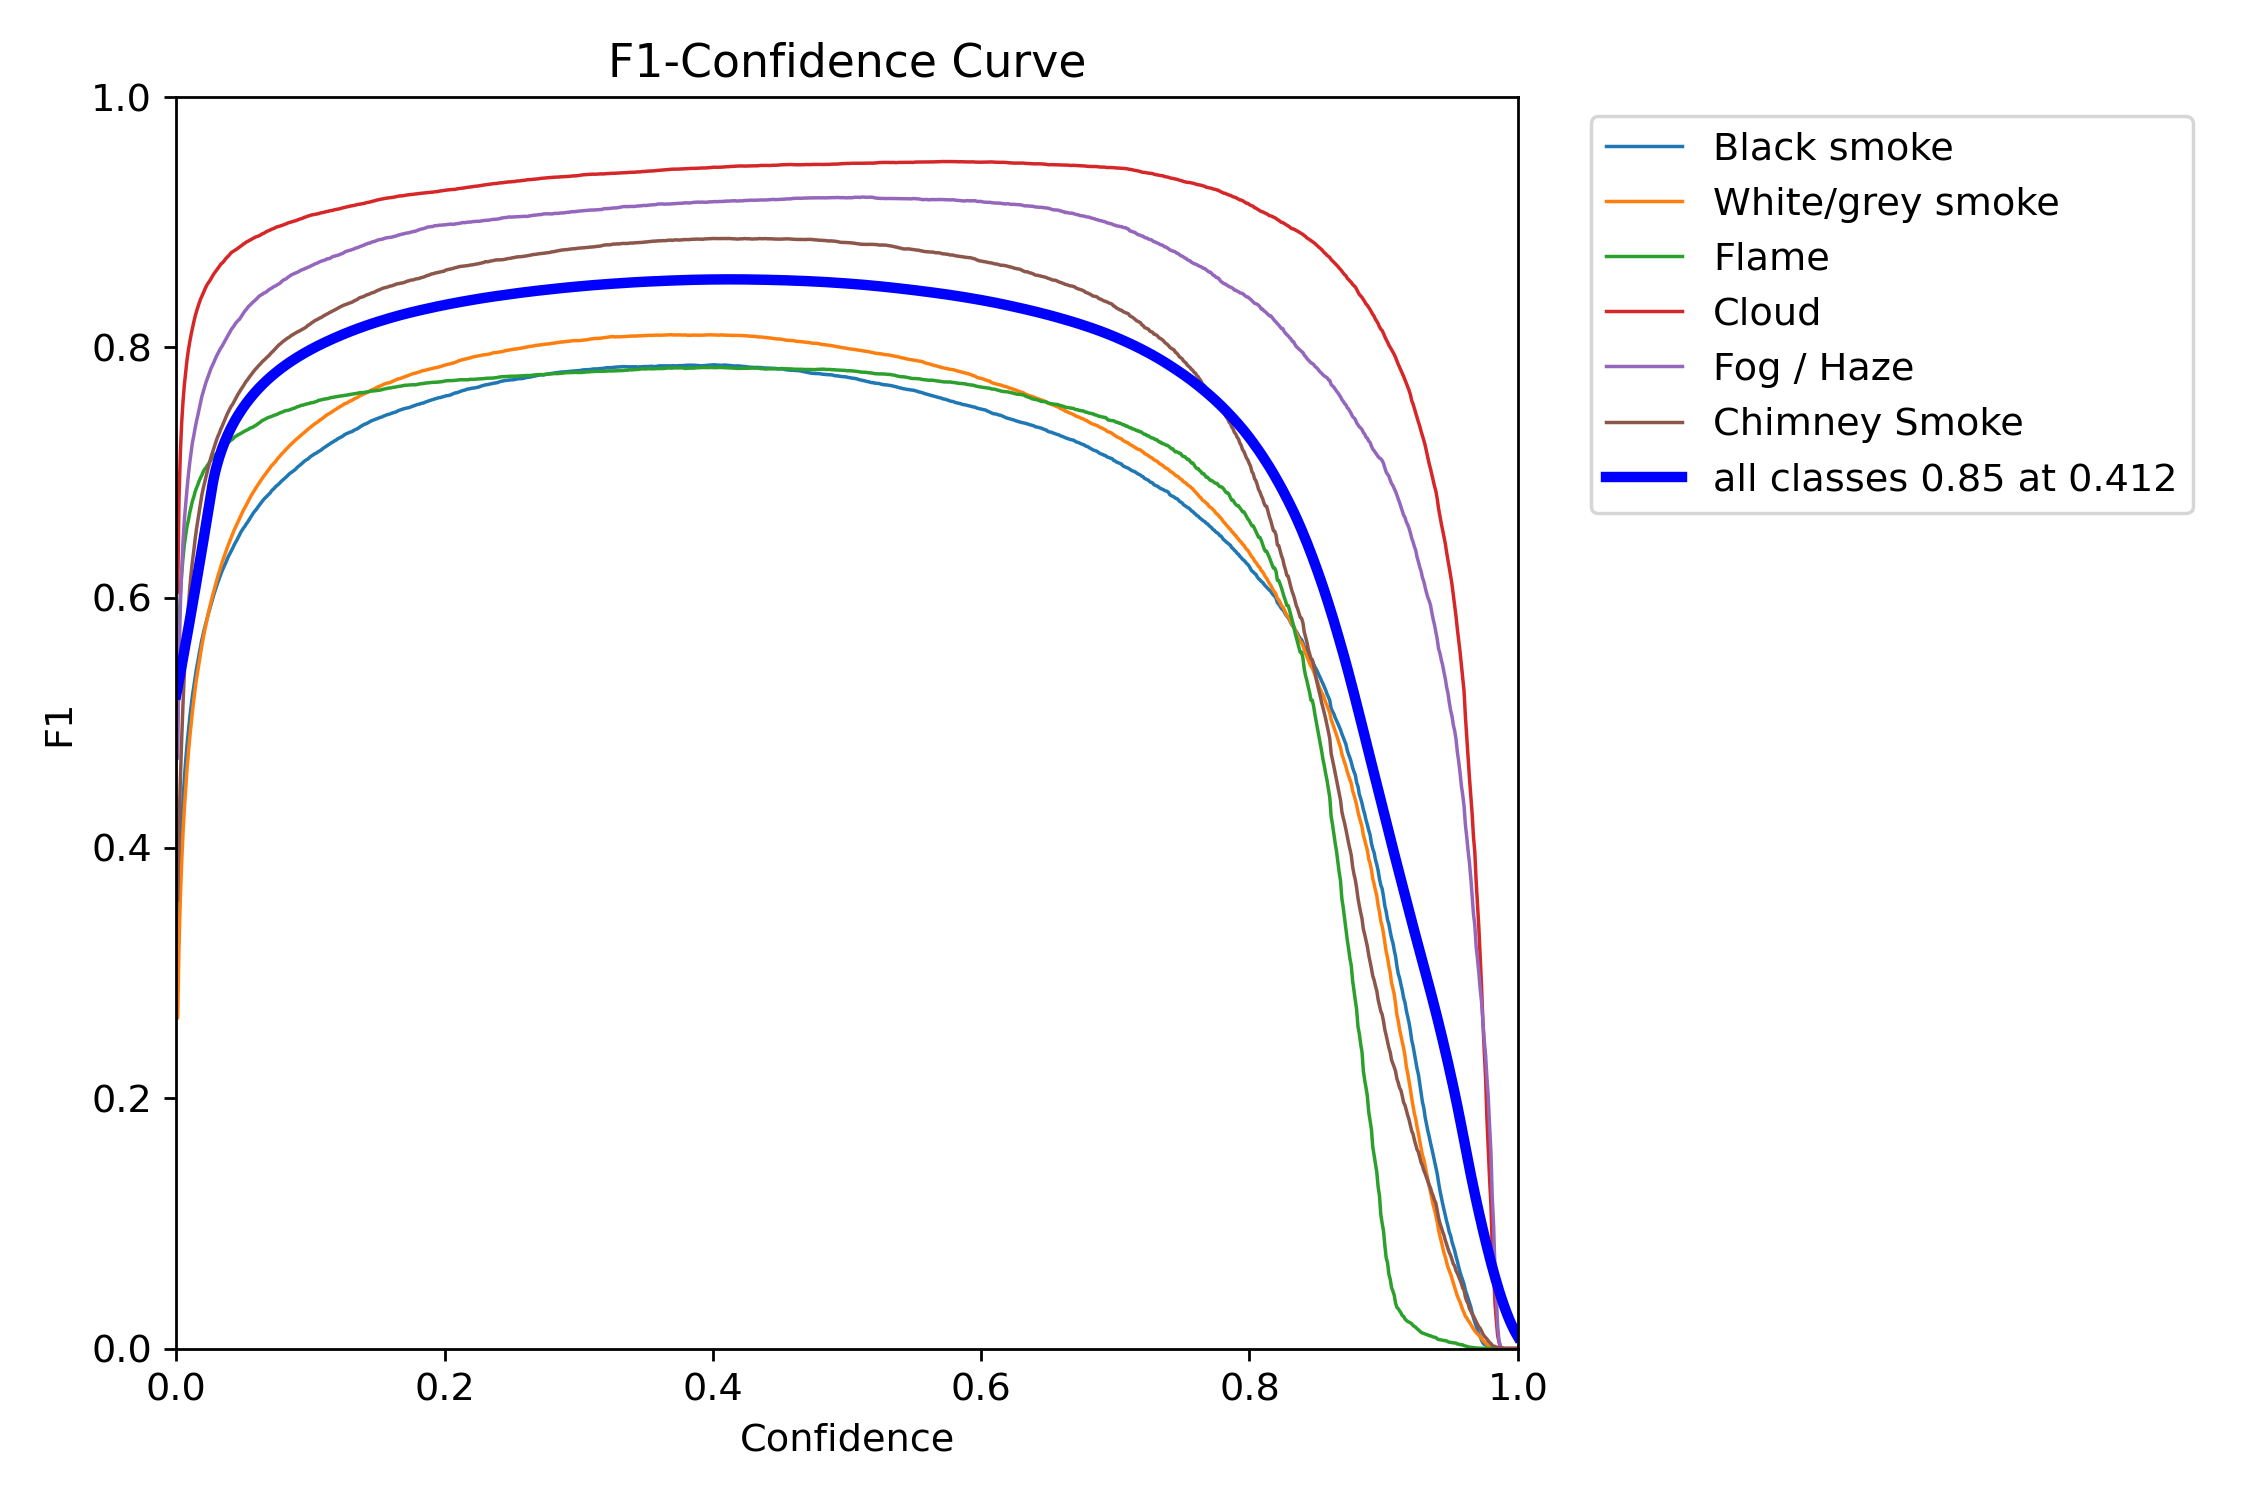 F1-Confidence Curve
1.0
0.8
0.6
0.4
0.2
0.0
F1
0.0 0.2 0.4 0.6 0.8 1.0
Confidence
Black smoke
White/grey smoke
Flame
Cloud
Fog / Haze
Chimney Smoke
all classes 0.85 at 0.412